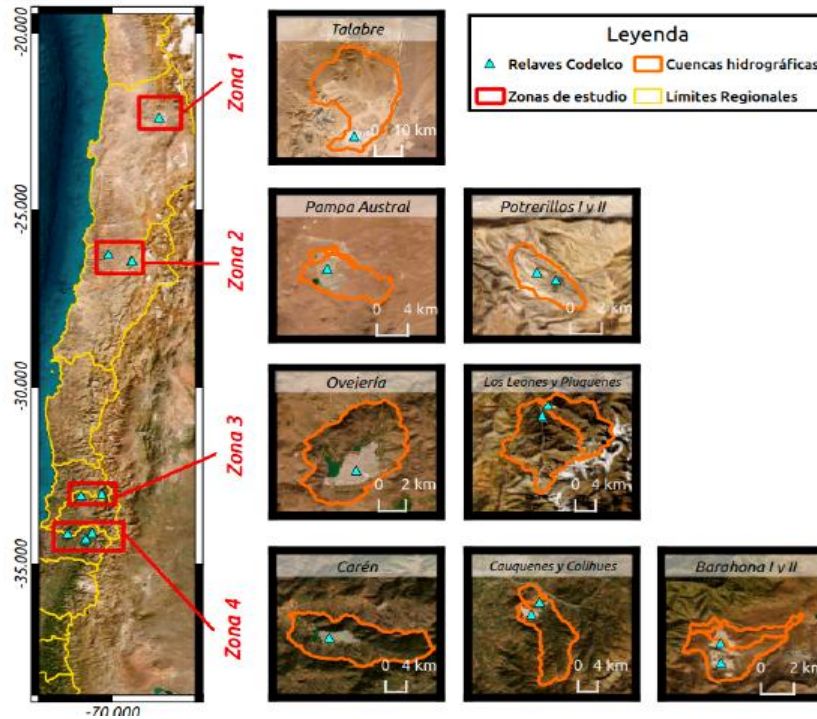 -20.000
-25.000
-30.000
-35.000
-70.000
Zona 1
Zona 2
Zona 3
Zona 4
Talabre
0 10 km
Leyenda
Relaves Codelco
Cuencas hidrográficas
Zonas de estudio
Límites Regionales
Pampa Austral
0 4 km
Potrerillos I y II
0 2 km
Ovejería
0 2 km
Los Leones y Piuquenes
0 4 km
Carén
0 4 km
Cauquenes y Colihues
0 4 km
Barahona I y II
0 2 km